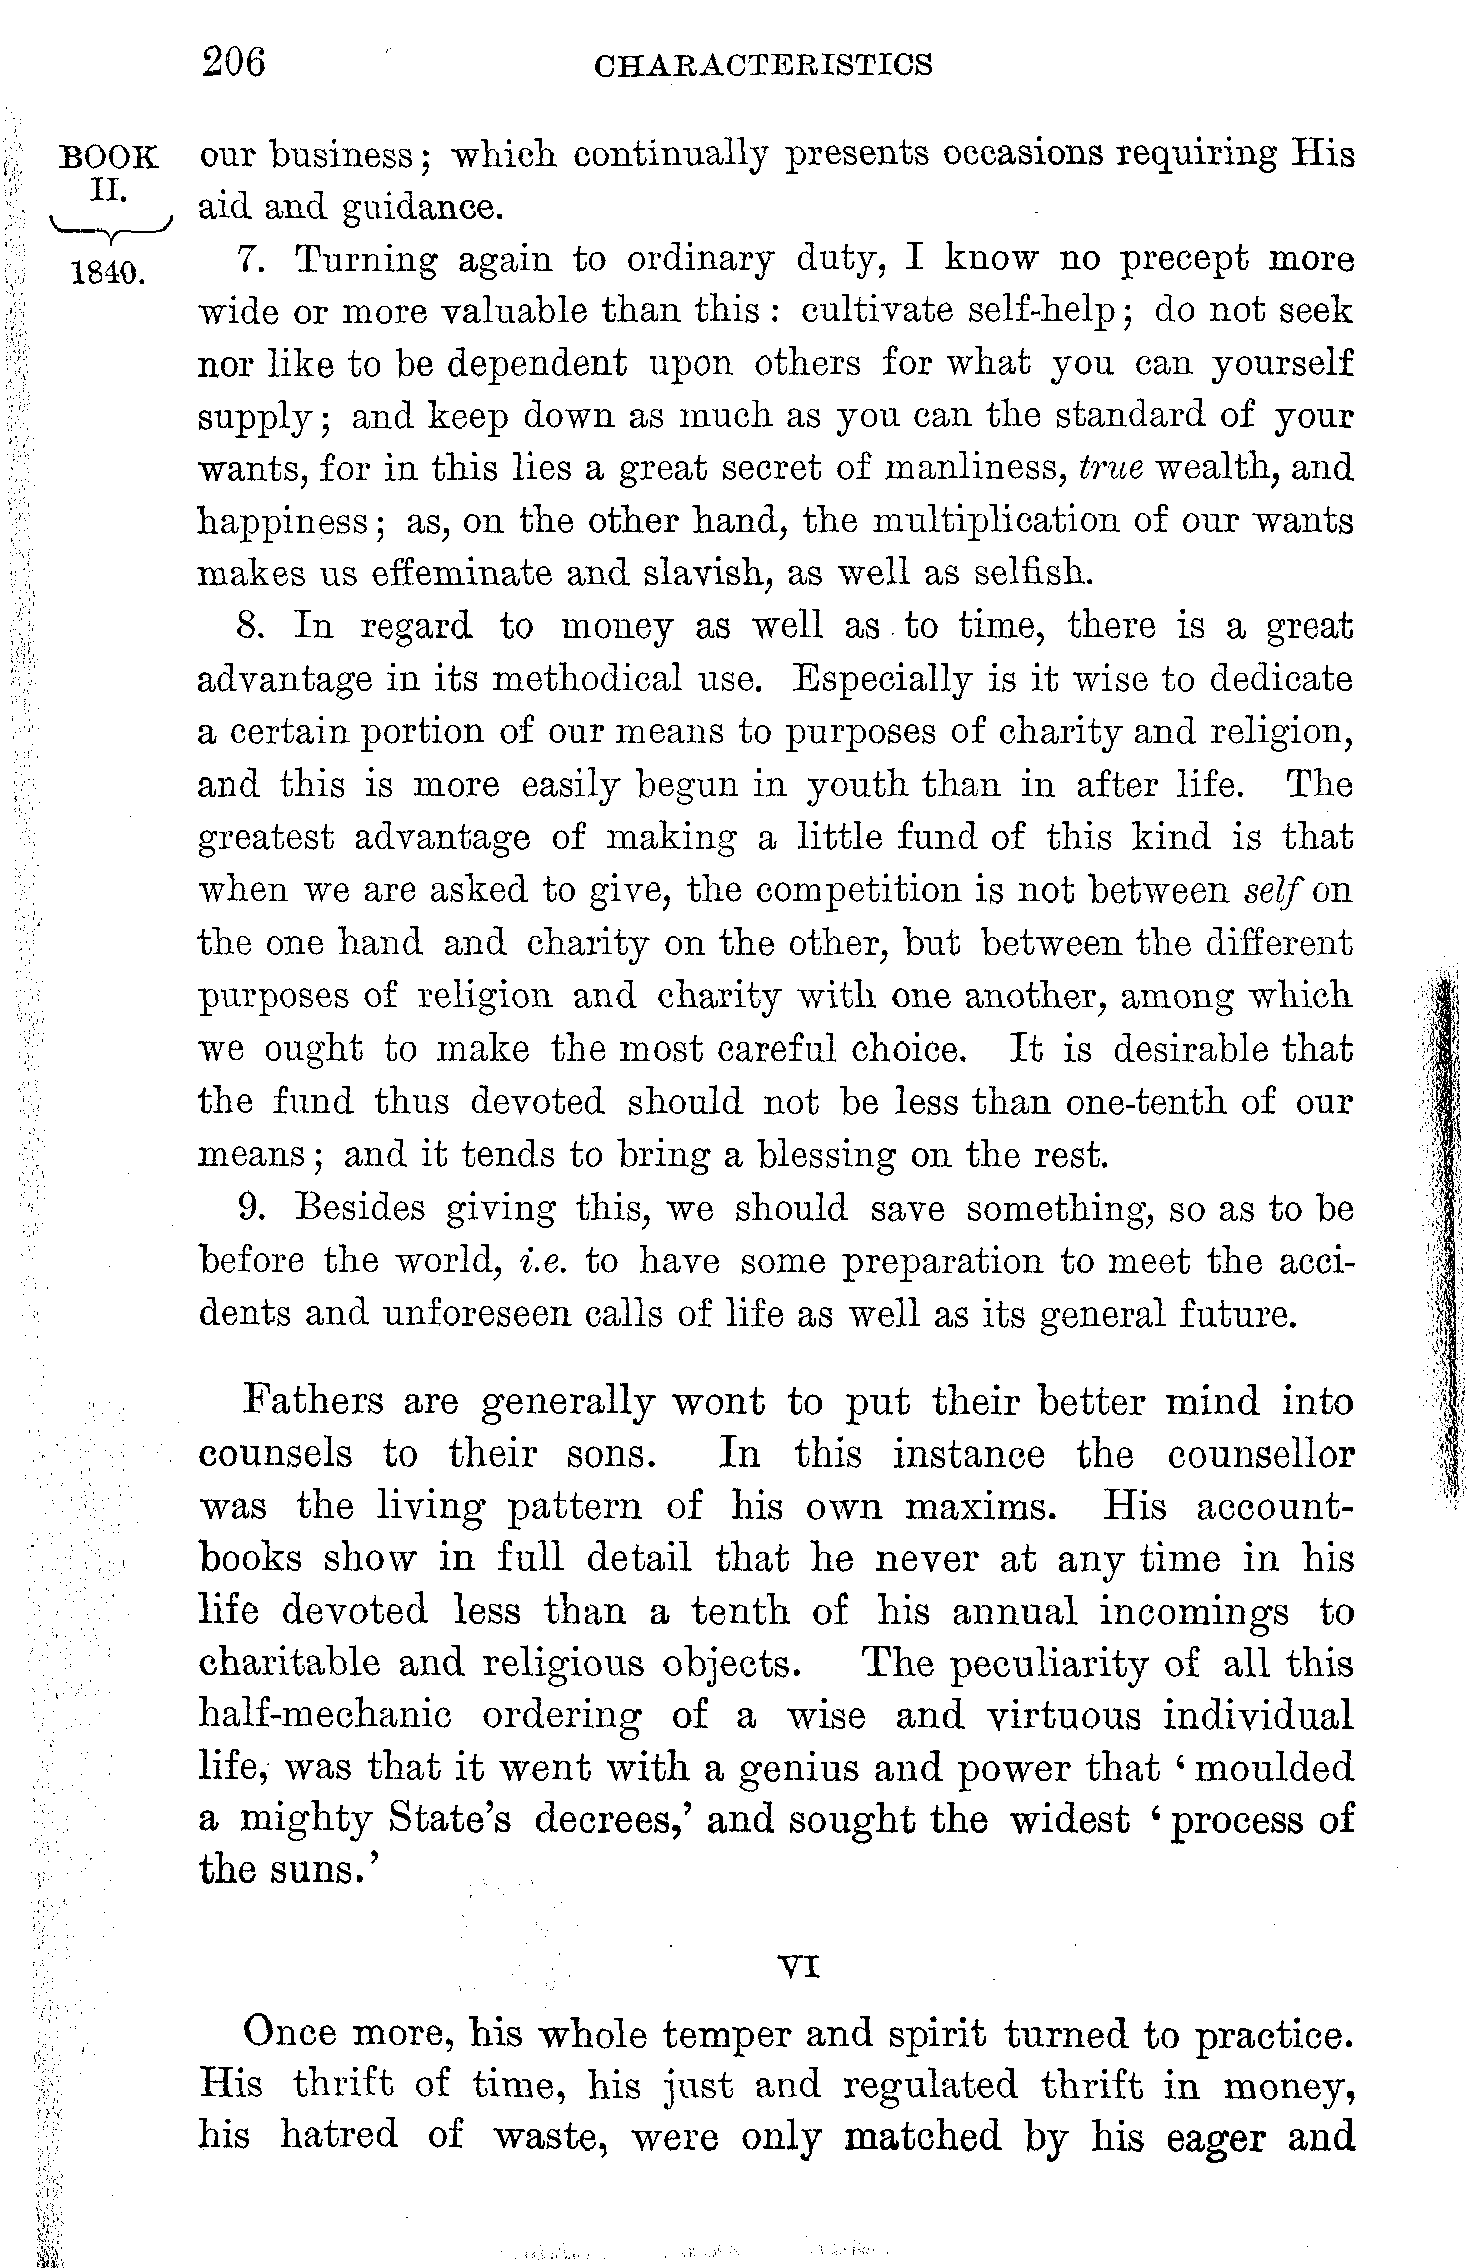 206 CHARACTERISTICS
BOOK
II.
1840.
our business; which continually presents occasions requiring His
aid and guidance.
7. Turning again to ordinary duty, I know no precept more
wide or more valuable than this: cultivate self-help; do not seek
nor like to be dependent upon others for what you can yourself
supply; and keep down as much as you can the standard of your
wants, for in this lies a great secret of manliness, true wealth, and
happiness; as, on the other hand, the multiplication of our wants
makes us effeminate and slavish, as well as selfish.
8. In regard to money as well as to time, there is a great
advantage in its methodical use. Especially is it wise to dedicate
a certain portion of our means to purposes of charity and religion,
and this is more easily begun in youth than in after life. The
greatest advantage of making a little fund of this kind is that
when we are asked to give, the competition is not between self on
the one hand and charity on the other, but between the different
purposes of religion and charity with one another, among which
we ought to make the most careful choice. It is desirable that
the fund thus devoted should not be less than one-tenth of our
means; and it tends to bring a blessing on the rest.
9. Besides giving this, we should save something, so as to be
before the world, i.e. to have some preparation to meet the acci-
dents and unforeseen calls of life as well as its general future.
Fathers are generally wont to put their better mind into
counsels to their sons. In this instance the counsellor
was the living pattern of his own maxims. His account-
books show in full detail that he never at any time in his
life devoted less than a tenth of his annual incomings to
charitable and religious objects. The peculiarity of all this
half-mechanic ordering of a wise and virtuous individual
life, was that it went with a genius and power that ‘moulded
a mighty State’s decrees,’ and sought the widest ‘process of
the suns.’
VI
Once more, his whole temper and spirit turned to practice.
His thrift of time, his just and regulated thrift in money,
his hatred of waste, were only matched by his eager and